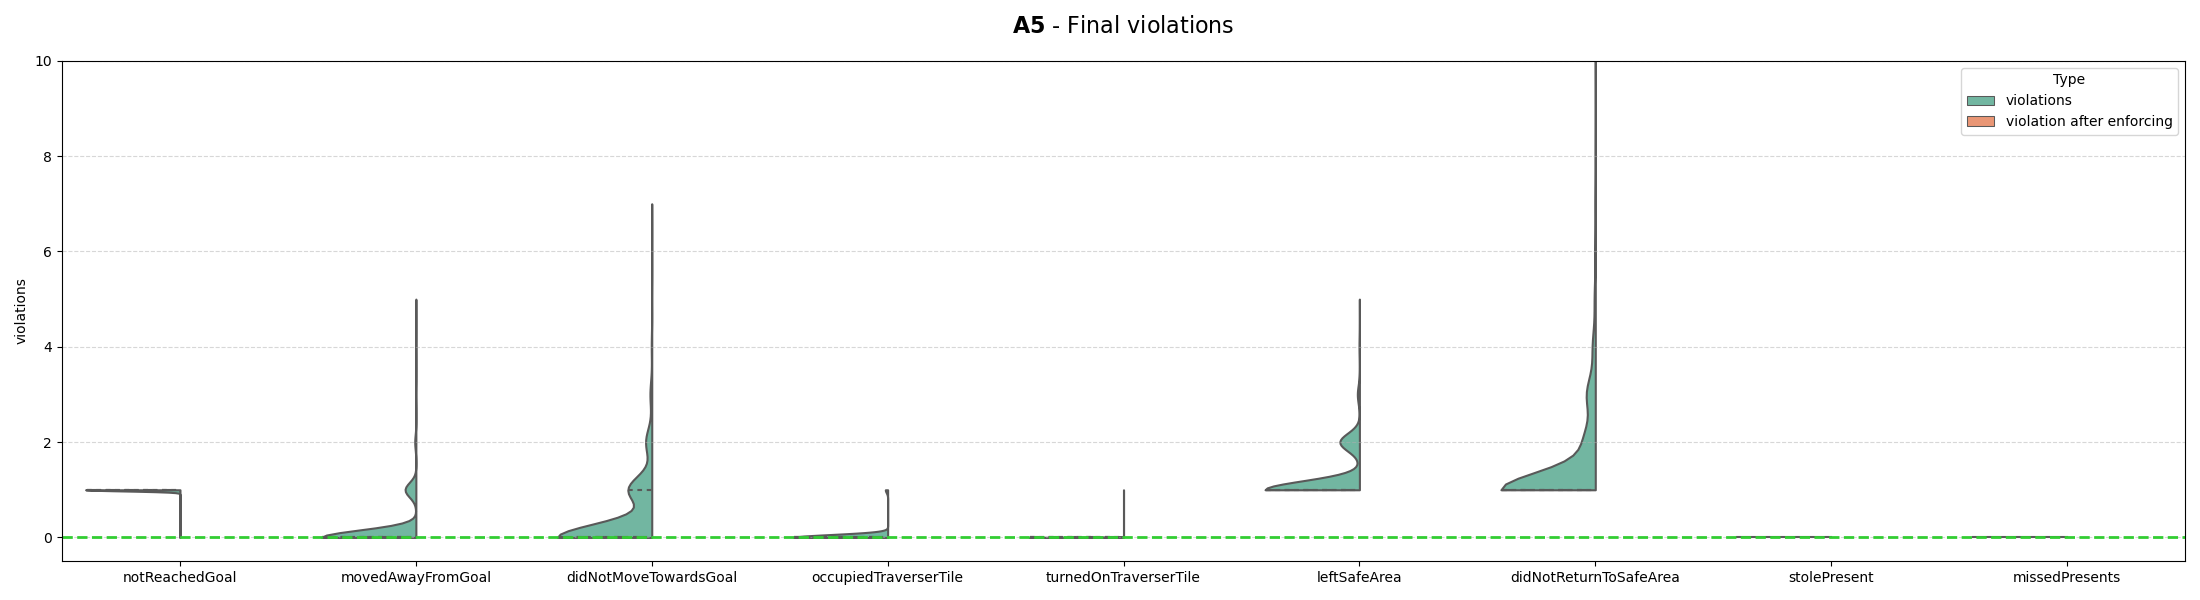 A5 - Final violations
10
8
6
4
2
0
violations
Type
violations
violation after enforcing
notReachedGoal movedAwayFromGoal didNotMoveTowardsGoal occupiedTraverserTile turnedOnTraverserTile leftSafeArea didNotReturnToSafeArea stolePresent missedPresents